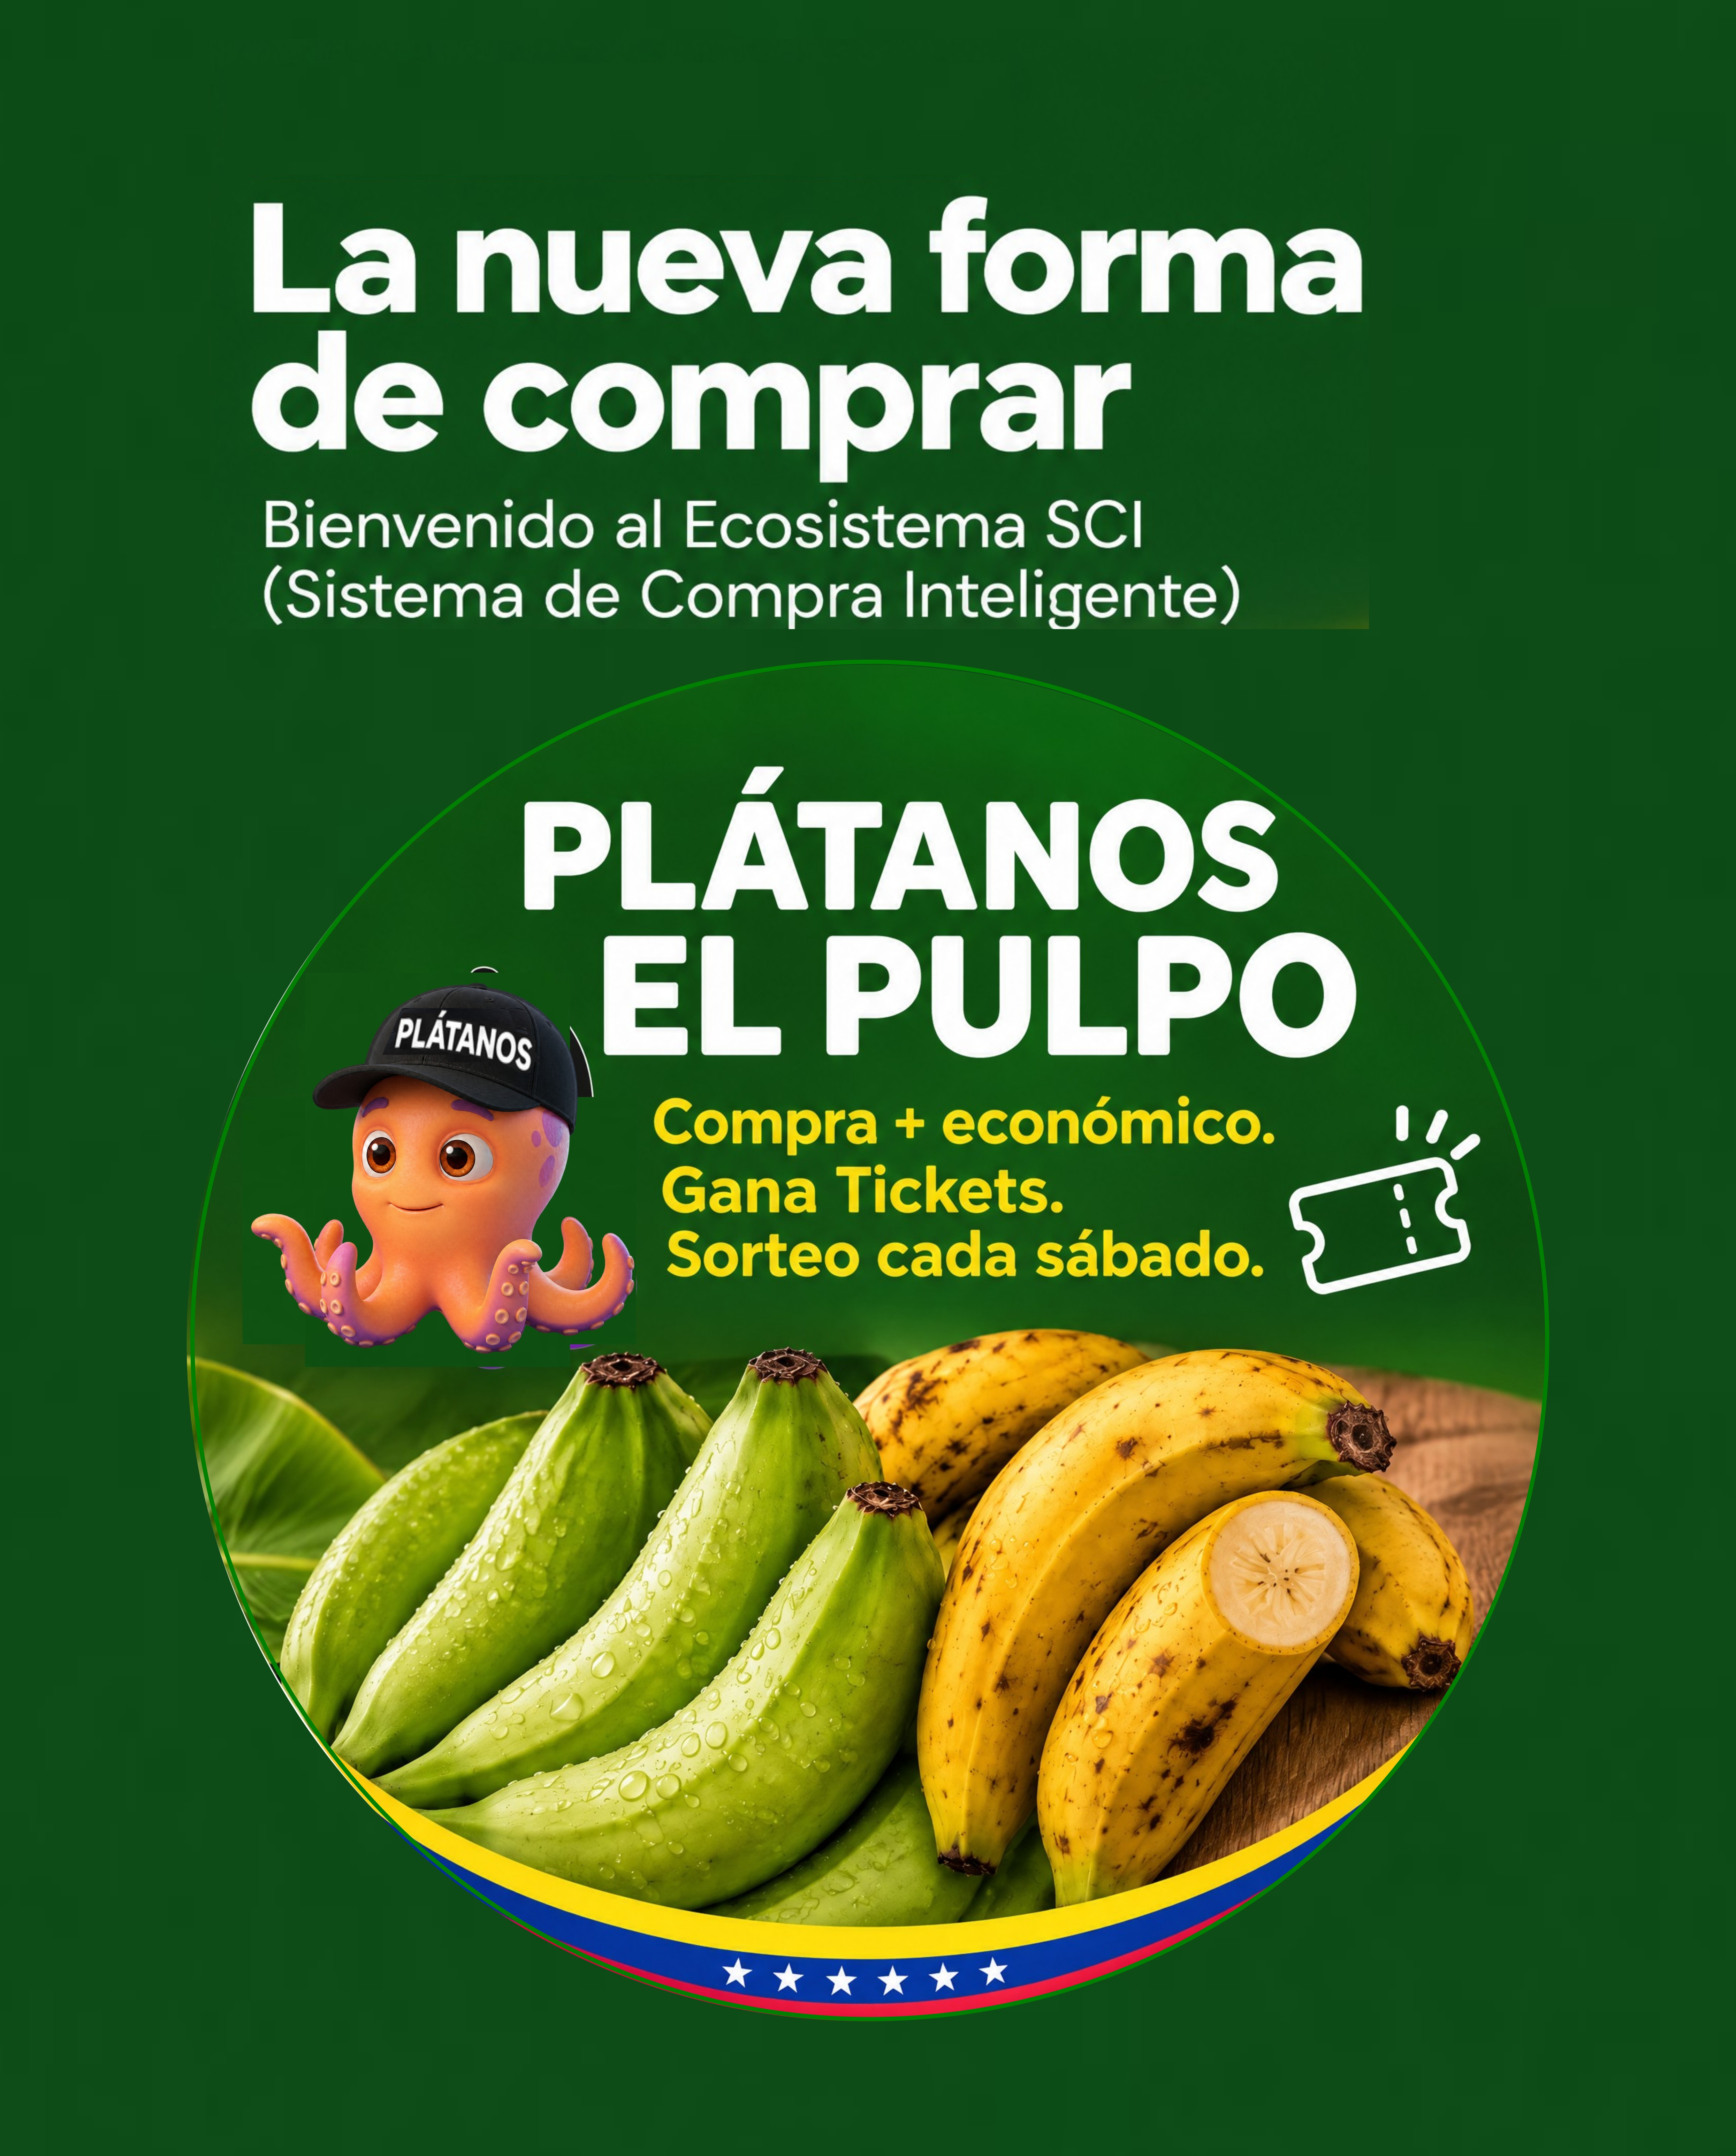 La nueva forma
de comprar
Bienvenido al Ecosistema SCI
(Sistema de Compra Inteligente)
PLÁTANOS
EL PULPO
PLÁTANOS
Compra + económico.
Gana Tickets.
Sorteo cada sábado.